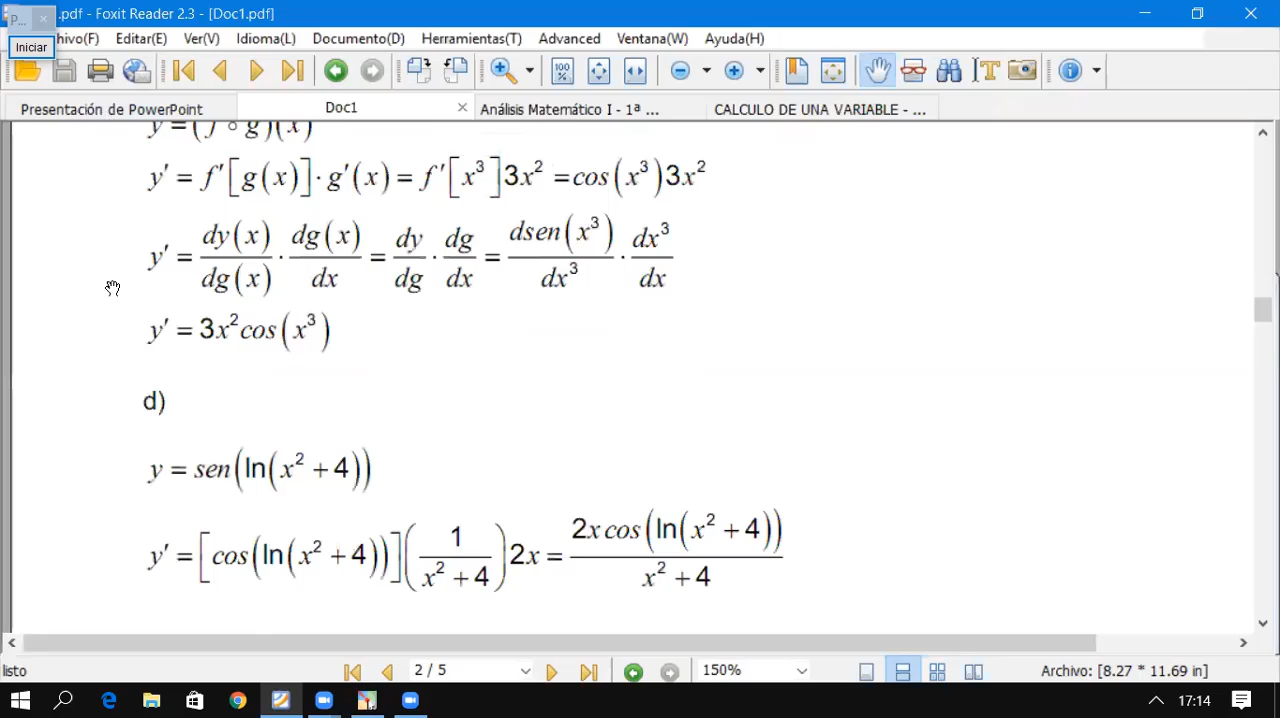 P...
.pdf - Foxit Reader 2.3 - [Doc1.pdf]
Iniciar
hivo(F) Editar(E) Ver(V) Idioma(L) Documento(D) Herramientas(T) Advanced Ventana(W) Ayuda(H)
Presentación de PowerPoint Doc1 Análisis Matemático I - 1ª ... CALCULO DE UNA VARIABLE - ...
y = (f ∘ g)(x)
y' = f'[g(x)] · g'(x) = f'[x³]3x² = cos(x³)3x²
y' = dy(x)/dg(x) · dg(x)/dx = dy/dg · dg/dx = dsen(x³)/dx³ · dx³/dx
y' = 3x²cos(x³)
d)
y = sen(ln(x² + 4))
y' = [cos(ln(x² + 4))](1/(x² + 4))2x = 2x cos(ln(x² + 4))/(x² + 4)
listo 2 / 5 150% Archivo: [8.27 * 11.69 in]
17:14